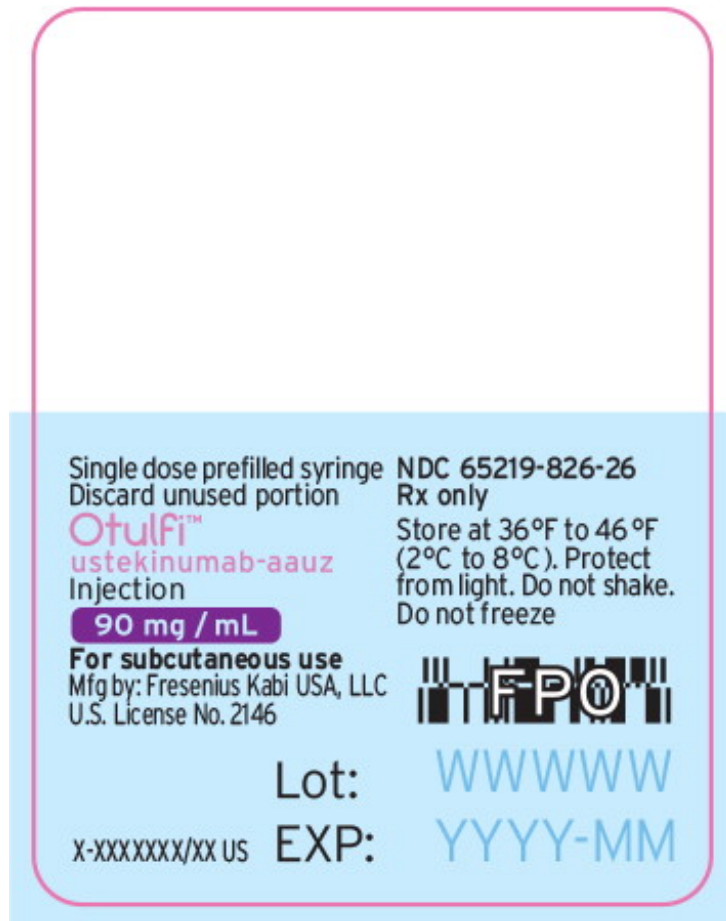 Single dose prefilled syringe
Discard unused portion
Otulfi™
ustekinumab-aauz
Injection
90 mg / mL
For subcutaneous use
Mfg by: Fresenius Kabi USA, LLC
U.S. License No. 2146
NDC 65219-826-26
Rx only
Store at 36°F to 46°F
(2°C to 8°C). Protect
from light. Do not shake.
Do not freeze
FPO
Lot: WWWWW
X-XXXXXXX/XX US EXP: YYYY-MM